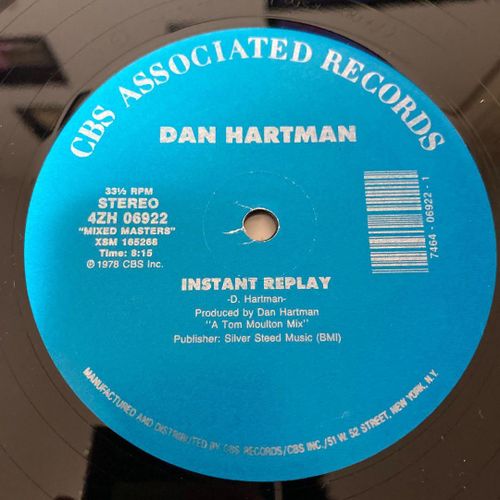 CBS ASSOCIATED RECORDS
DAN HARTMAN
33⅓ RPM
STEREO
4ZH 06922
"MIXED MASTERS"
XSM 165268
Time: 8:15
℗ 1978 CBS Inc.
7464 - 06922 - 1
INSTANT REPLAY
-D. Hartman-
Produced by Dan Hartman
"A Tom Moulton Mix"
Publisher: Silver Steed Music (BMI)
MANUFACTURED AND DISTRIBUTED BY CBS RECORDS/CBS INC./51 W. 52 STREET, NEW YORK, N.Y.